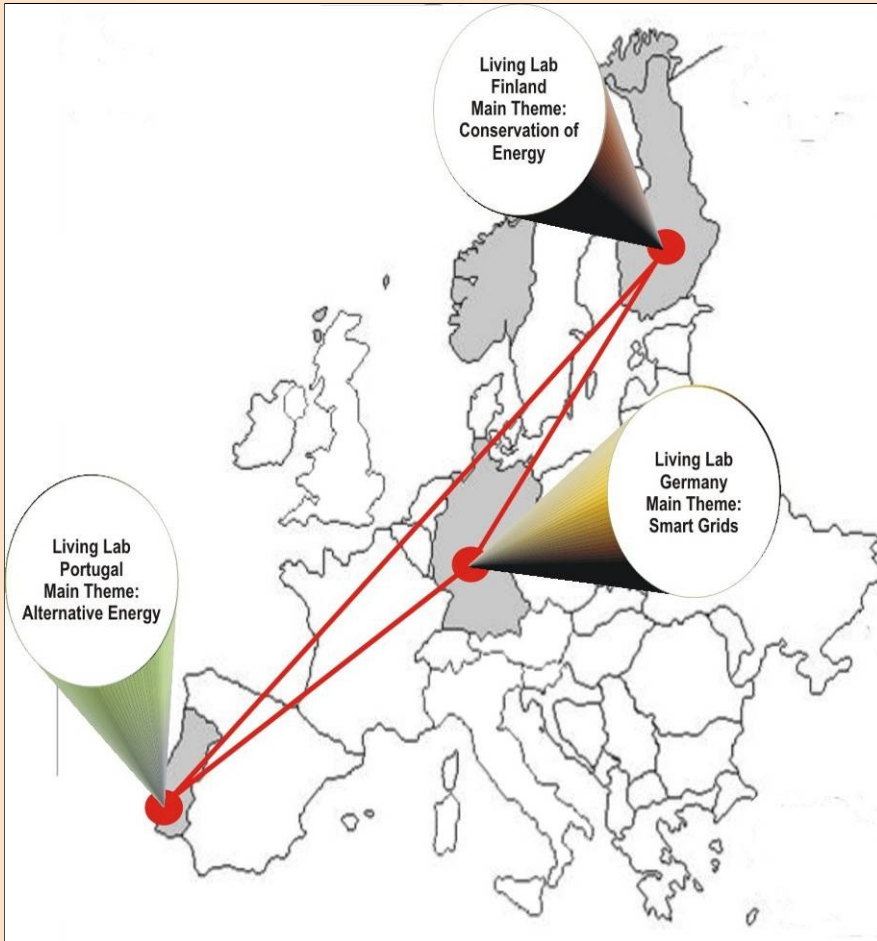 Living Lab
Finland
Main Theme:
Conservation of
Energy
Living Lab
Germany
Main Theme:
Smart Grids
Living Lab
Portugal
Main Theme:
Alternative Energy